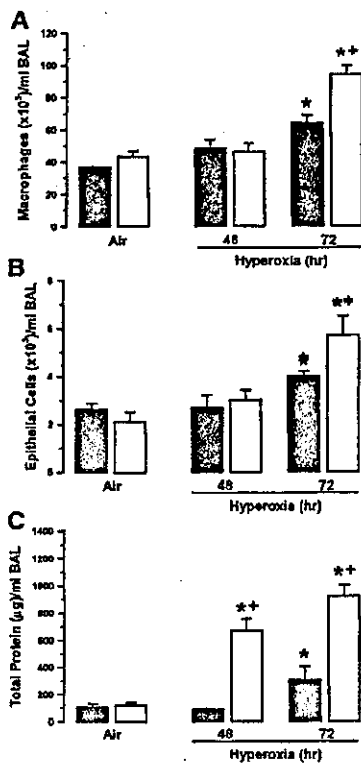 A
Macrophages (x10³)/ml BAL
120
100
80
60
40
20
0
*
*+
Air
48
72
Hyperoxia (hr)
B
Epithelial Cells (x10³)/ml BAL
8
6
4
2
0
*
*+
Air
48
72
Hyperoxia (hr)
C
Total Protein (µg)/ml BAL
1400
1200
1000
800
600
400
200
0
*+
*
*+
Air
48
72
Hyperoxia (hr)